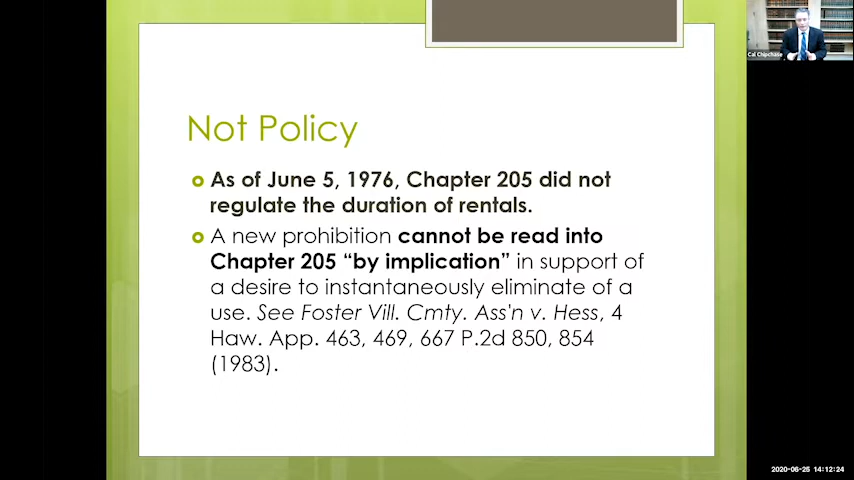 Cal Chipchase
Not Policy
As of June 5, 1976, Chapter 205 did not
regulate the duration of rentals.
A new prohibition cannot be read into
Chapter 205 “by implication” in support of
a desire to instantaneously eliminate of a
use. See Foster Vill. Cmty. Ass'n v. Hess, 4
Haw. App. 463, 469, 667 P.2d 850, 854
(1983).
2020-06-25 14:12:24